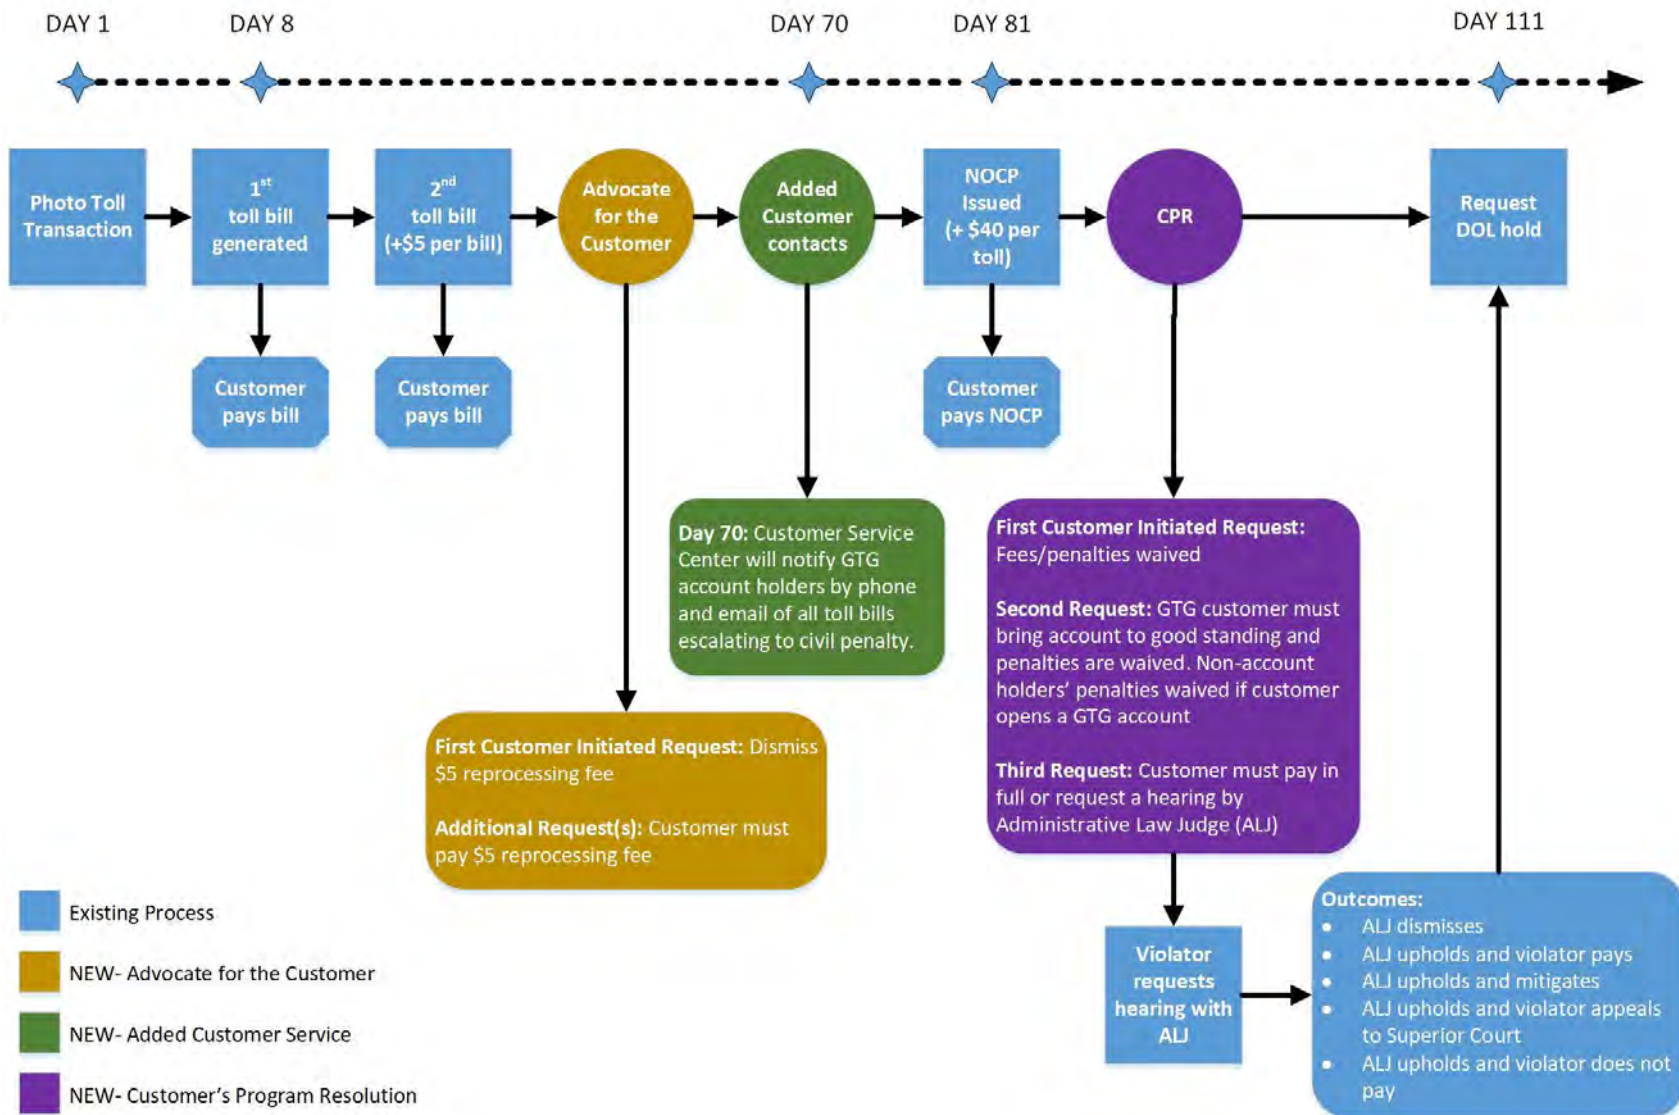 DAY 1
DAY 8
DAY 70
DAY 81
DAY 111
Photo Toll
Transaction
1st
toll bill
generated
2nd
toll bill
(+$5 per bill)
Advocate
for the
Customer
Added
Customer
contacts
NOCP
Issued
(+ $40 per
toll)
CPR
Request
DOL hold
Customer
pays bill
Customer
pays bill
Customer
pays NOCP
Day 70: Customer Service
Center will notify GTG
account holders by phone
and email of all toll bills
escalating to civil penalty.
First Customer Initiated Request:
Fees/penalties waived
Second Request: GTG customer must
bring account to good standing and
penalties are waived. Non-account
holders’ penalties waived if customer
opens a GTG account
Third Request: Customer must pay in
full or request a hearing by
Administrative Law Judge (ALJ)
First Customer Initiated Request: Dismiss
$5 reprocessing fee
Additional Request(s): Customer must
pay $5 reprocessing fee
Violator
requests
hearing with
ALJ
Outcomes:
• ALJ dismisses
• ALJ upholds and violator pays
• ALJ upholds and mitigates
• ALJ upholds and violator appeals
to Superior Court
• ALJ upholds and violator does not
pay
Existing Process
NEW- Advocate for the Customer
NEW- Added Customer Service
NEW- Customer’s Program Resolution